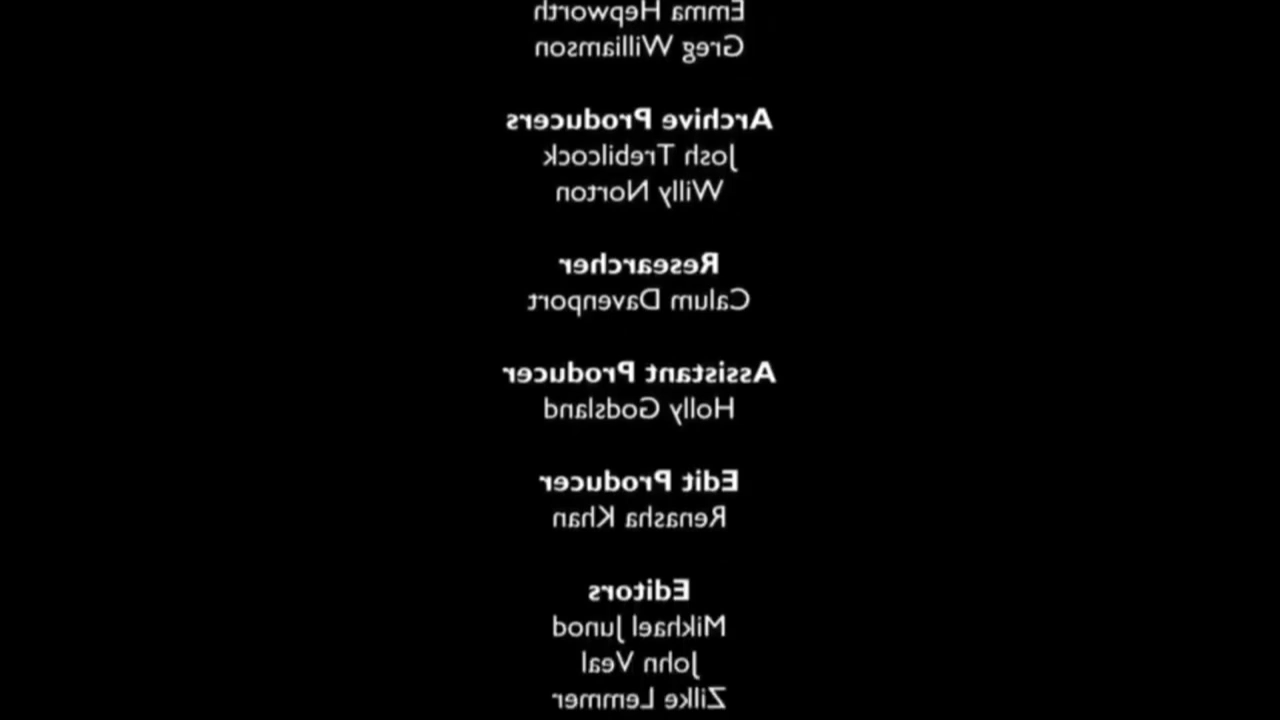 Emma Hepworth
Greg Williamson
Archive Producers
Josh Trebilcock
Willy Norton
Researcher
Calum Davenport
Assistant Producer
Holly Godsland
Edit Producer
Renasha Khan
Editors
Mikhael Junod
John Veal
Zilke Lemmer